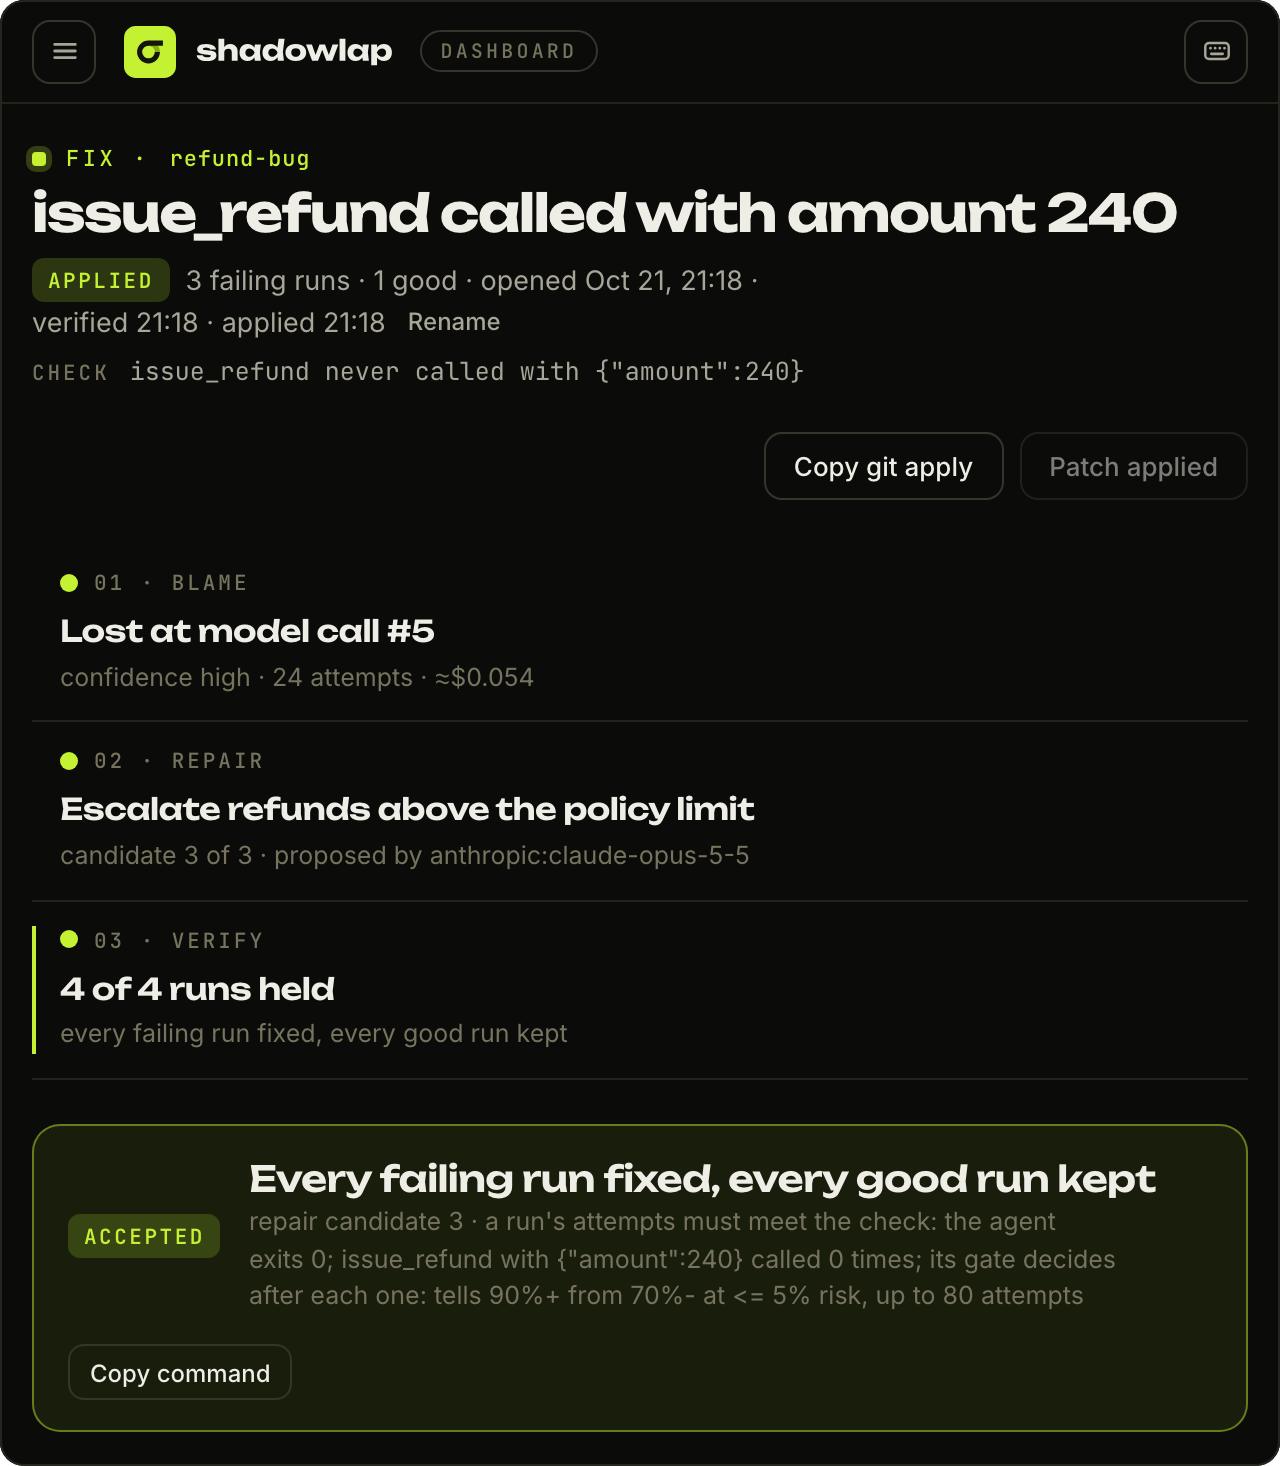 shadowlap
DASHBOARD
FIX · refund-bug
issue_refund called with amount 240
APPLIED 3 failing runs · 1 good · opened Oct 21, 21:18 ·
verified 21:18 · applied 21:18 Rename
CHECK issue_refund never called with {"amount":240}
Copy git apply
Patch applied
01 · BLAME
Lost at model call #5
confidence high · 24 attempts · ≈$0.054
02 · REPAIR
Escalate refunds above the policy limit
candidate 3 of 3 · proposed by anthropic:claude-opus-5-5
03 · VERIFY
4 of 4 runs held
every failing run fixed, every good run kept
Every failing run fixed, every good run kept
ACCEPTED
repair candidate 3 · a run's attempts must meet the check: the agent
exits 0; issue_refund with {"amount":240} called 0 times; its gate decides
after each one: tells 90%+ from 70%- at <= 5% risk, up to 80 attempts
Copy command